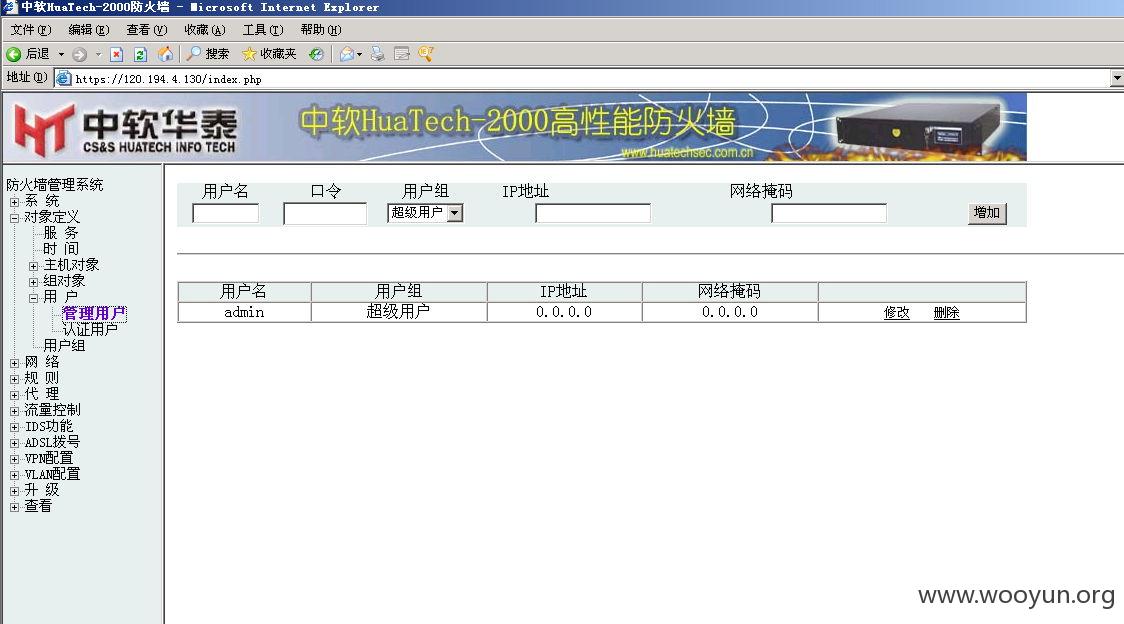 中软HuaTech-2000防火墙 - Microsoft Internet Explorer
文件(F) 编辑(E) 查看(V) 收藏(A) 工具(T) 帮助(H)
后退 搜索 收藏夹
地址(D) https://120.194.4.130/index.php
HT 中软华泰 CS&S HUATECH INFO TECH
中软HuaTech-2000高性能防火墙
www.huatechsec.com.cn
防火墙管理系统
系 统
对象定义
服 务
时 间
主机对象
组对象
用 户
管理用户
认证用户
用户组
网 络
规 则
代 理
流量控制
IDS功能
ADSL拨号
VPN配置
VLAN配置
升 级
查看
用户名 口令 用户组 IP地址 网络掩码
超级用户 增加
用户名 用户组 IP地址 网络掩码
admin 超级用户 0.0.0.0 0.0.0.0 修改 删除
www.wooyun.org